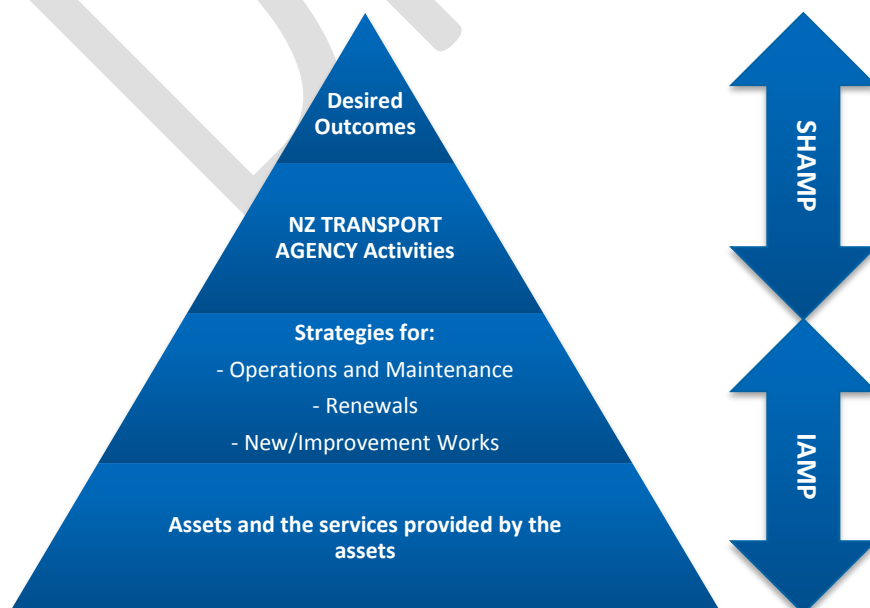 Desired
Outcomes
NZ TRANSPORT
AGENCY Activities
Strategies for:
- Operations and Maintenance
- Renewals
- New/Improvement Works
Assets and the services provided by the
assets
SHAMP
IAMP